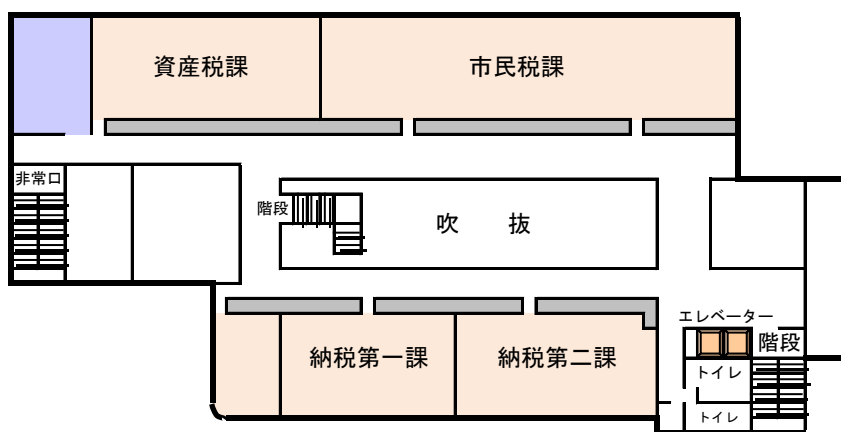 資産税課
市民税課
非常口
階段
吹　抜
エレベーター
階段
納税第一課
納税第二課
トイレ
トイレ